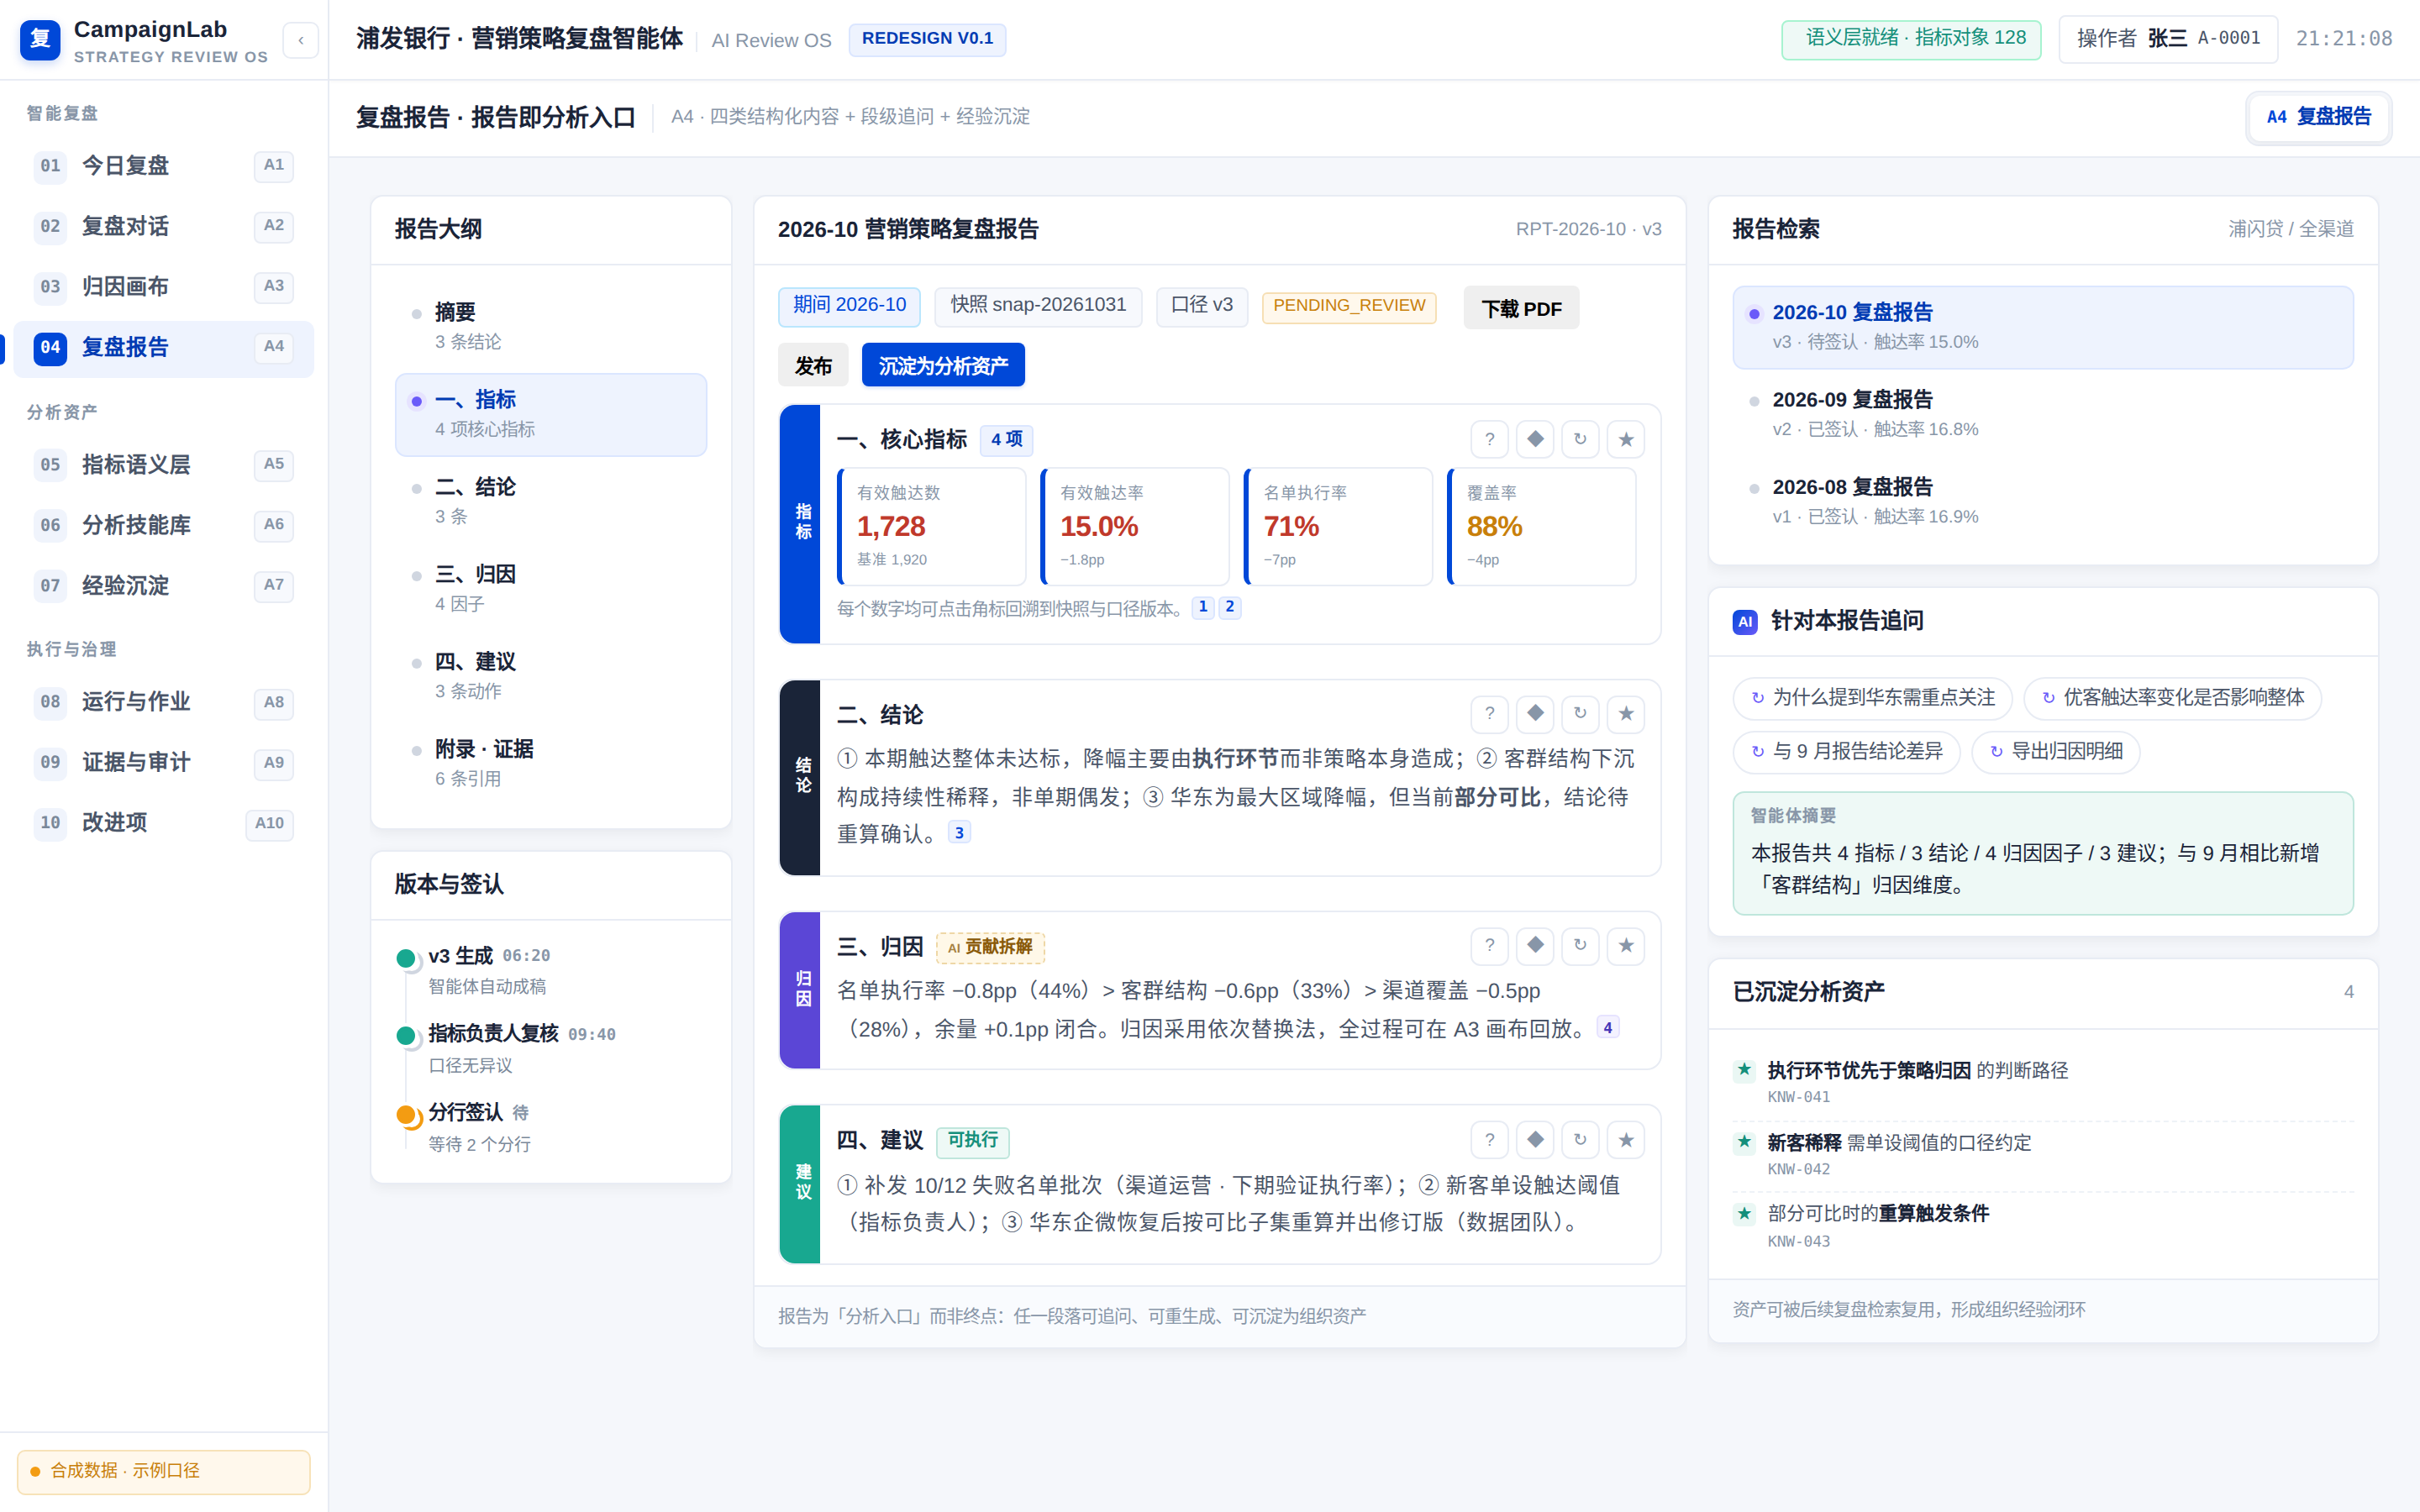 复
CampaignLab
STRATEGY REVIEW OS
‹
智能复盘
01 今日复盘 A1
02 复盘对话 A2
03 归因画布 A3
04 复盘报告 A4
分析资产
05 指标语义层 A5
06 分析技能库 A6
07 经验沉淀 A7
执行与治理
08 运行与作业 A8
09 证据与审计 A9
10 改进项 A10
合成数据 · 示例口径
浦发银行 · 营销策略复盘智能体 AI Review OS REDESIGN V0.1
语义层就绪 · 指标对象 128
操作者 张三 A-0001
21:21:08
复盘报告 · 报告即分析入口 A4 · 四类结构化内容 + 段级追问 + 经验沉淀
A4 复盘报告
报告大纲
摘要
3 条结论
一、指标
4 项核心指标
二、结论
3 条
三、归因
4 因子
四、建议
3 条动作
附录 · 证据
6 条引用
版本与签认
v3 生成 06:20
智能体自动成稿
指标负责人复核 09:40
口径无异议
分行签认 待
等待 2 个分行
2026-10 营销策略复盘报告 RPT-2026-10 · v3
期间 2026-10 快照 snap-20261031 口径 v3 PENDING_REVIEW 下载 PDF
发布 沉淀为分析资产
指标
一、核心指标 4 项 ? ◆ ↻ ★
有效触达数
1,728
基准 1,920
有效触达率
15.0%
−1.8pp
名单执行率
71%
−7pp
覆盖率
88%
−4pp
每个数字均可点击角标回溯到快照与口径版本。 1 2
结论
二、结论 ? ◆ ↻ ★
① 本期触达整体未达标，降幅主要由执行环节而非策略本身造成；② 客群结构下沉
构成持续性稀释，非单期偶发；③ 华东为最大区域降幅，但当前部分可比，结论待
重算确认。 3
归因
三、归因 AI 贡献拆解 ? ◆ ↻ ★
名单执行率 −0.8pp（44%）> 客群结构 −0.6pp（33%）> 渠道覆盖 −0.5pp
（28%），余量 +0.1pp 闭合。归因采用依次替换法，全过程可在 A3 画布回放。 4
建议
四、建议 可执行 ? ◆ ↻ ★
① 补发 10/12 失败名单批次（渠道运营 · 下期验证执行率）；② 新客单设触达阈值
（指标负责人）；③ 华东企微恢复后按可比子集重算并出修订版（数据团队）。
报告为「分析入口」而非终点：任一段落可追问、可重生成、可沉淀为组织资产
报告检索 浦闪贷 / 全渠道
2026-10 复盘报告
v3 · 待签认 · 触达率 15.0%
2026-09 复盘报告
v2 · 已签认 · 触达率 16.8%
2026-08 复盘报告
v1 · 已签认 · 触达率 16.9%
AI 针对本报告追问
↻ 为什么提到华东需重点关注 ↻ 优客触达率变化是否影响整体
↻ 与 9 月报告结论差异 ↻ 导出归因明细
智能体摘要
本报告共 4 指标 / 3 结论 / 4 归因因子 / 3 建议；与 9 月相比新增
「客群结构」归因维度。
已沉淀分析资产 4
★ 执行环节优先于策略归因 的判断路径
KNW-041
★ 新客稀释 需单设阈值的口径约定
KNW-042
★ 部分可比时的重算触发条件
KNW-043
资产可被后续复盘检索复用，形成组织经验闭环